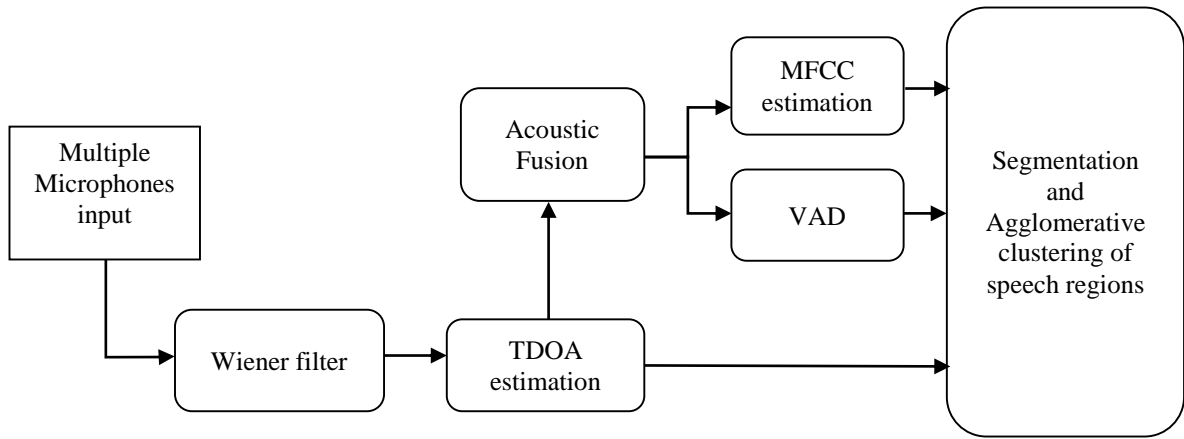 Multiple
Microphones
input
Wiener filter
TDOA
estimation
Acoustic
Fusion
MFCC
estimation
VAD
Segmentation
and
Agglomerative
clustering of
speech regions